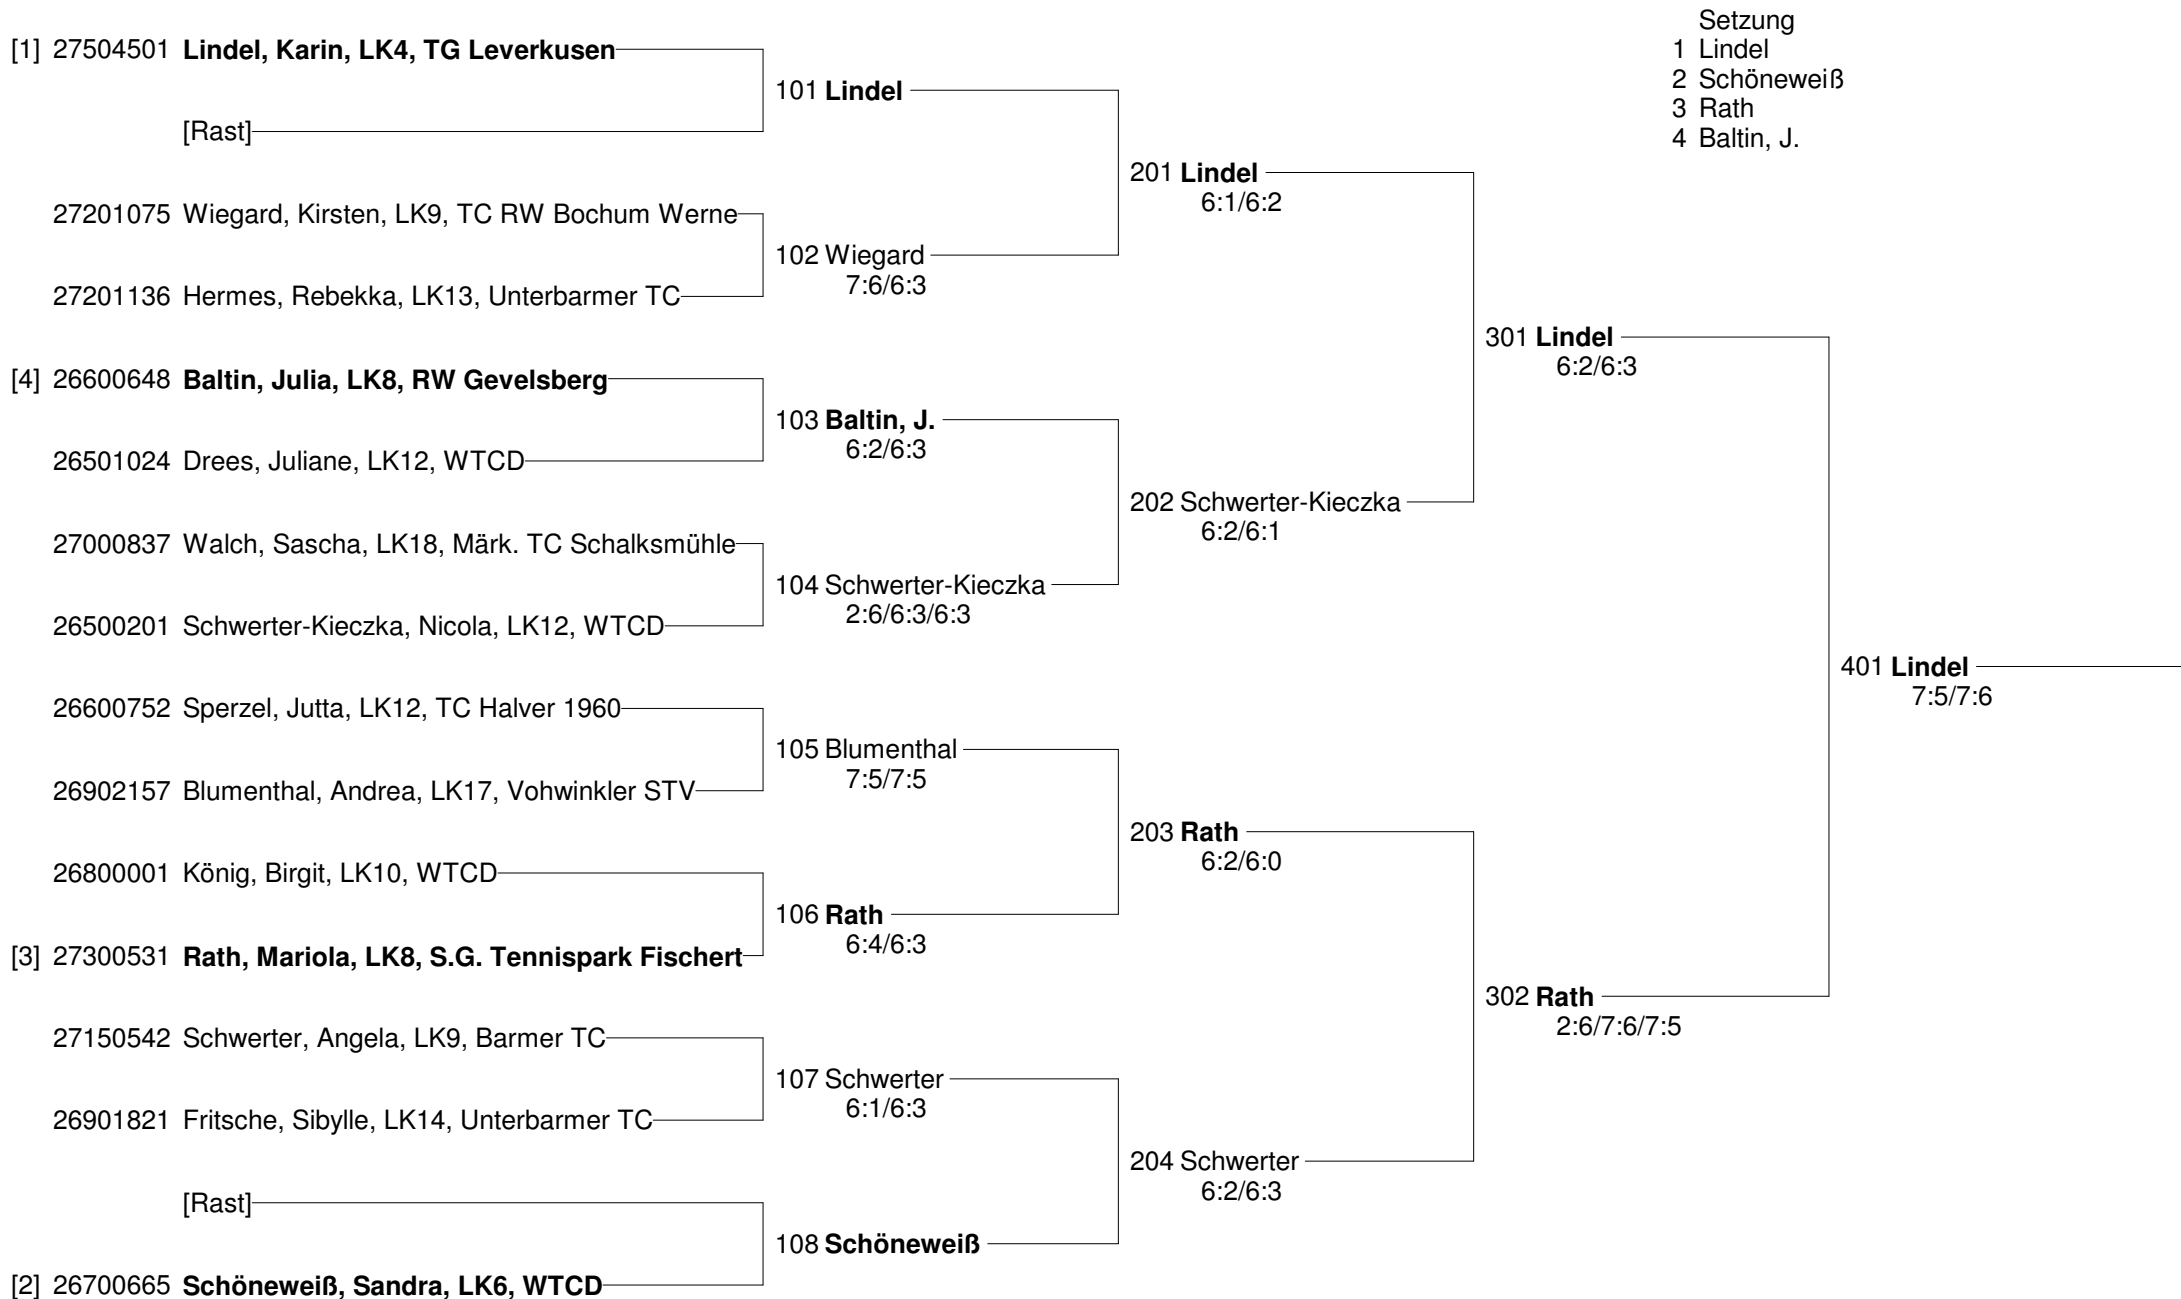 Setzung
1 Lindel
2 Schöneweiß
3 Rath
4 Baltin, J.
[1] 27504501 Lindel, Karin, LK4, TG Leverkusen
[Rast]
27201075 Wiegard, Kirsten, LK9, TC RW Bochum Werne
27201136 Hermes, Rebekka, LK13, Unterbarmer TC
[4] 26600648 Baltin, Julia, LK8, RW Gevelsberg
26501024 Drees, Juliane, LK12, WTCD
27000837 Walch, Sascha, LK18, Märk. TC Schalksmühle
26500201 Schwerter-Kieczka, Nicola, LK12, WTCD
26600752 Sperzel, Jutta, LK12, TC Halver 1960
26902157 Blumenthal, Andrea, LK17, Vohwinkler STV
26800001 König, Birgit, LK10, WTCD
[3] 27300531 Rath, Mariola, LK8, S.G. Tennispark Fischert
27150542 Schwerter, Angela, LK9, Barmer TC
26901821 Fritsche, Sibylle, LK14, Unterbarmer TC
[Rast]
[2] 26700665 Schöneweiß, Sandra, LK6, WTCD
101 Lindel
102 Wiegard
7:6/6:3
103 Baltin, J.
6:2/6:3
104 Schwerter-Kieczka
2:6/6:3/6:3
105 Blumenthal
7:5/7:5
106 Rath
6:4/6:3
107 Schwerter
6:1/6:3
108 Schöneweiß
201 Lindel
6:1/6:2
202 Schwerter-Kieczka
6:2/6:1
203 Rath
6:2/6:0
204 Schwerter
6:2/6:3
301 Lindel
6:2/6:3
302 Rath
2:6/7:6/7:5
401 Lindel
7:5/7:6